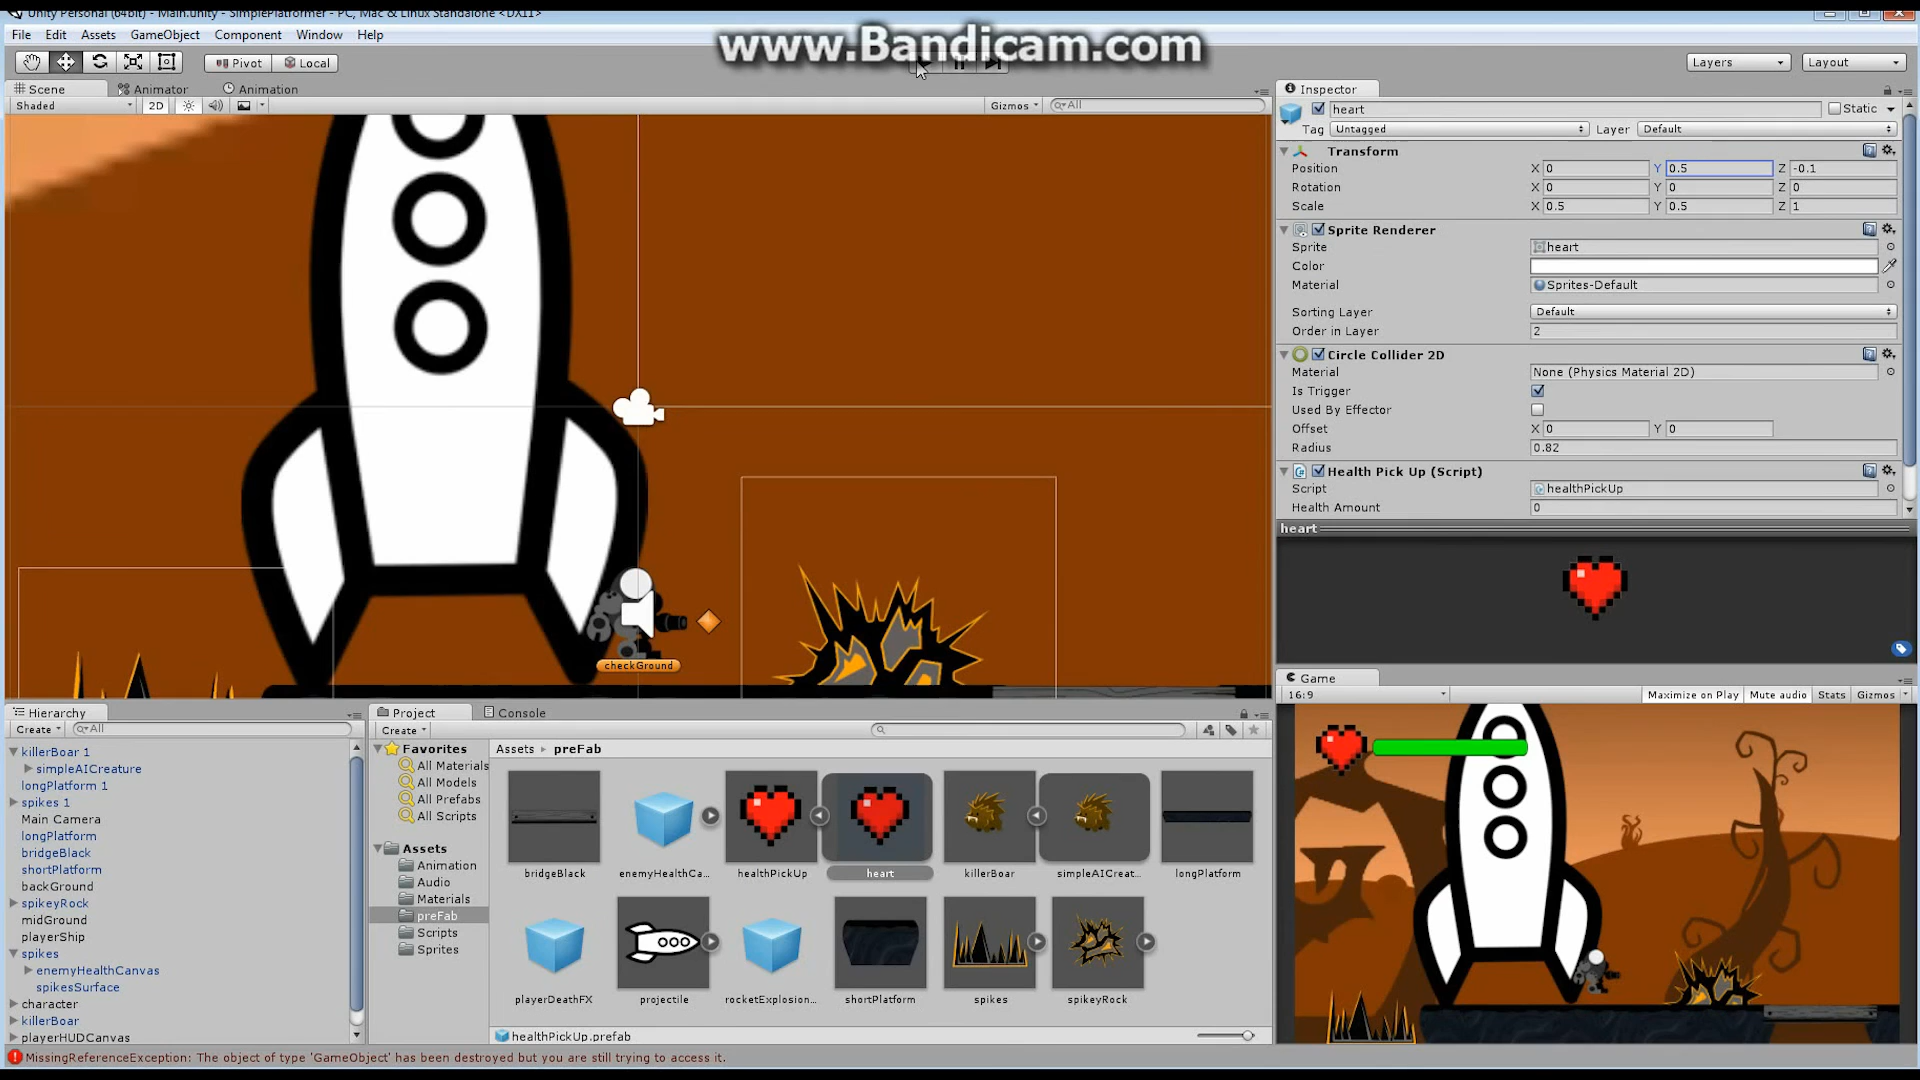 Unity Personal (64bit) - Main.unity - SimplePlatformer - PC, Mac & Linux Standalone <DX11>
www.Bandicam.com
File Edit Assets GameObject Component Window Help
Pivot Local
Layers Layout
Scene Animator Animation
Shaded 2D Gizmos All
checkGround
Inspector
heart Static
Tag Untagged Layer Default
Transform
Position X 0 Y 0.5 Z -0.1
Rotation X 0 Y 0 Z 0
Scale X 0.5 Y 0.5 Z 1
Sprite Renderer
Sprite heart
Color
Material Sprites-Default
Sorting Layer Default
Order in Layer 2
Circle Collider 2D
Material None (Physics Material 2D)
Is Trigger
Used By Effector
Offset X 0 Y 0
Radius 0.82
Health Pick Up (Script)
Script healthPickUp
Health Amount 0
heart
Game
16:9 Maximize on Play Mute audio Stats Gizmos
Hierarchy
Create All
killerBoar 1
simpleAICreature
longPlatform 1
spikes 1
Main Camera
longPlatform
bridgeBlack
shortPlatform
backGround
spikeyRock
midGround
playerShip
spikes
enemyHealthCanvas
spikesSurface
character
killerBoar
playerHUDCanvas
Project Console
Create
Favorites
All Materials
All Models
All Prefabs
All Scripts
Assets
Animation
Audio
Materials
preFab
Scripts
Sprites
Assets preFab
bridgeBlack enemyHealthCa... healthPickUp heart killerBoar simpleAICreat... longPlatform
playerDeathFX projectile rocketExplosion... shortPlatform spikes spikeyRock
healthPickUp.prefab
MissingReferenceException: The object of type 'GameObject' has been destroyed but you are still trying to access it.